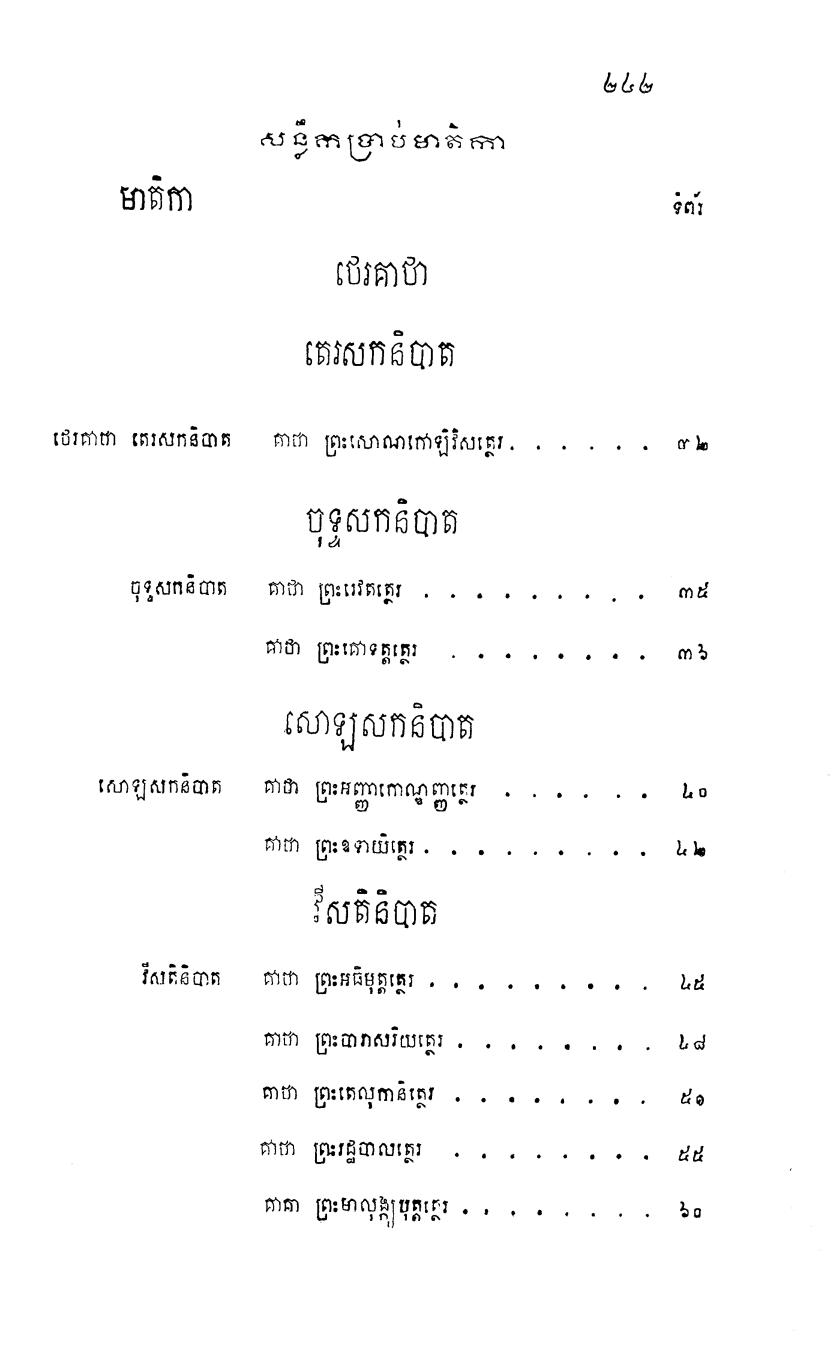 ២៤២
សន្លឹកប្រាប់មាតិកា
មាតិកា ទំព័រ
ថេរគាថា
តេរសកនិបាត
ថេរគាថា តេរសកនិបាត គាថា ព្រះសោណកោឡិវិសត្ថេរ . . . . . . ៣២
ចុទ្ទសកនិបាត
ចុទ្ទសកនិបាត គាថា ព្រះរេវតត្ថេរ . . . . . . . . . ៣៥
គាថា ព្រះគោទត្តត្ថេរ . . . . . . . . ៣៦
សោឡសកនិបាត
សោឡសកនិបាត គាថា ព្រះអញ្ញាកោណ្ឌញ្ញត្ថេរ . . . . . . ៤០
គាថា ព្រះឧទាយិត្ថេរ . . . . . . . . . ៤២
វីសតិនិបាត
វីសតិនិបាត គាថា ព្រះអធិមុត្តត្ថេរ . . . . . . . . . ៤៥
គាថា ព្រះបារាសរិយត្ថេរ . . . . . . . . ៤៨
គាថា ព្រះតេលុកានិត្ថេរ . . . . . . . . ៥១
គាថា ព្រះរដ្ឋបាលត្ថេរ . . . . . . . . ៥៥
គាថា ព្រះមាលុង្ក្យបុត្តត្ថេរ . . . . . . . . ៦០